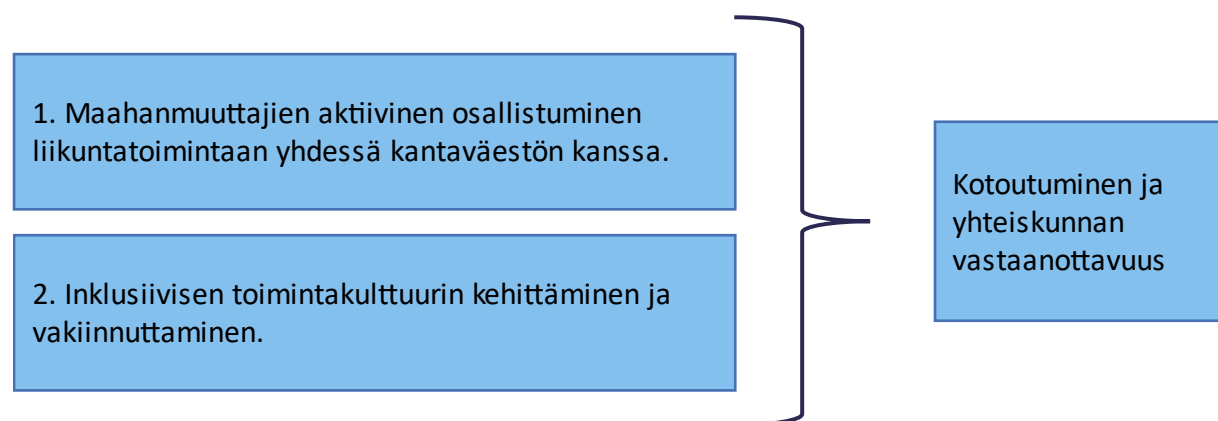 1. Maahanmuuttajien aktiivinen osallistuminen
liikuntatoimintaan yhdessä kantaväestön kanssa.
2. Inklusiivisen toimintakulttuurin kehittäminen ja
vakiinnuttaminen.
Kotoutuminen ja
yhteiskunnan
vastaanottavuus